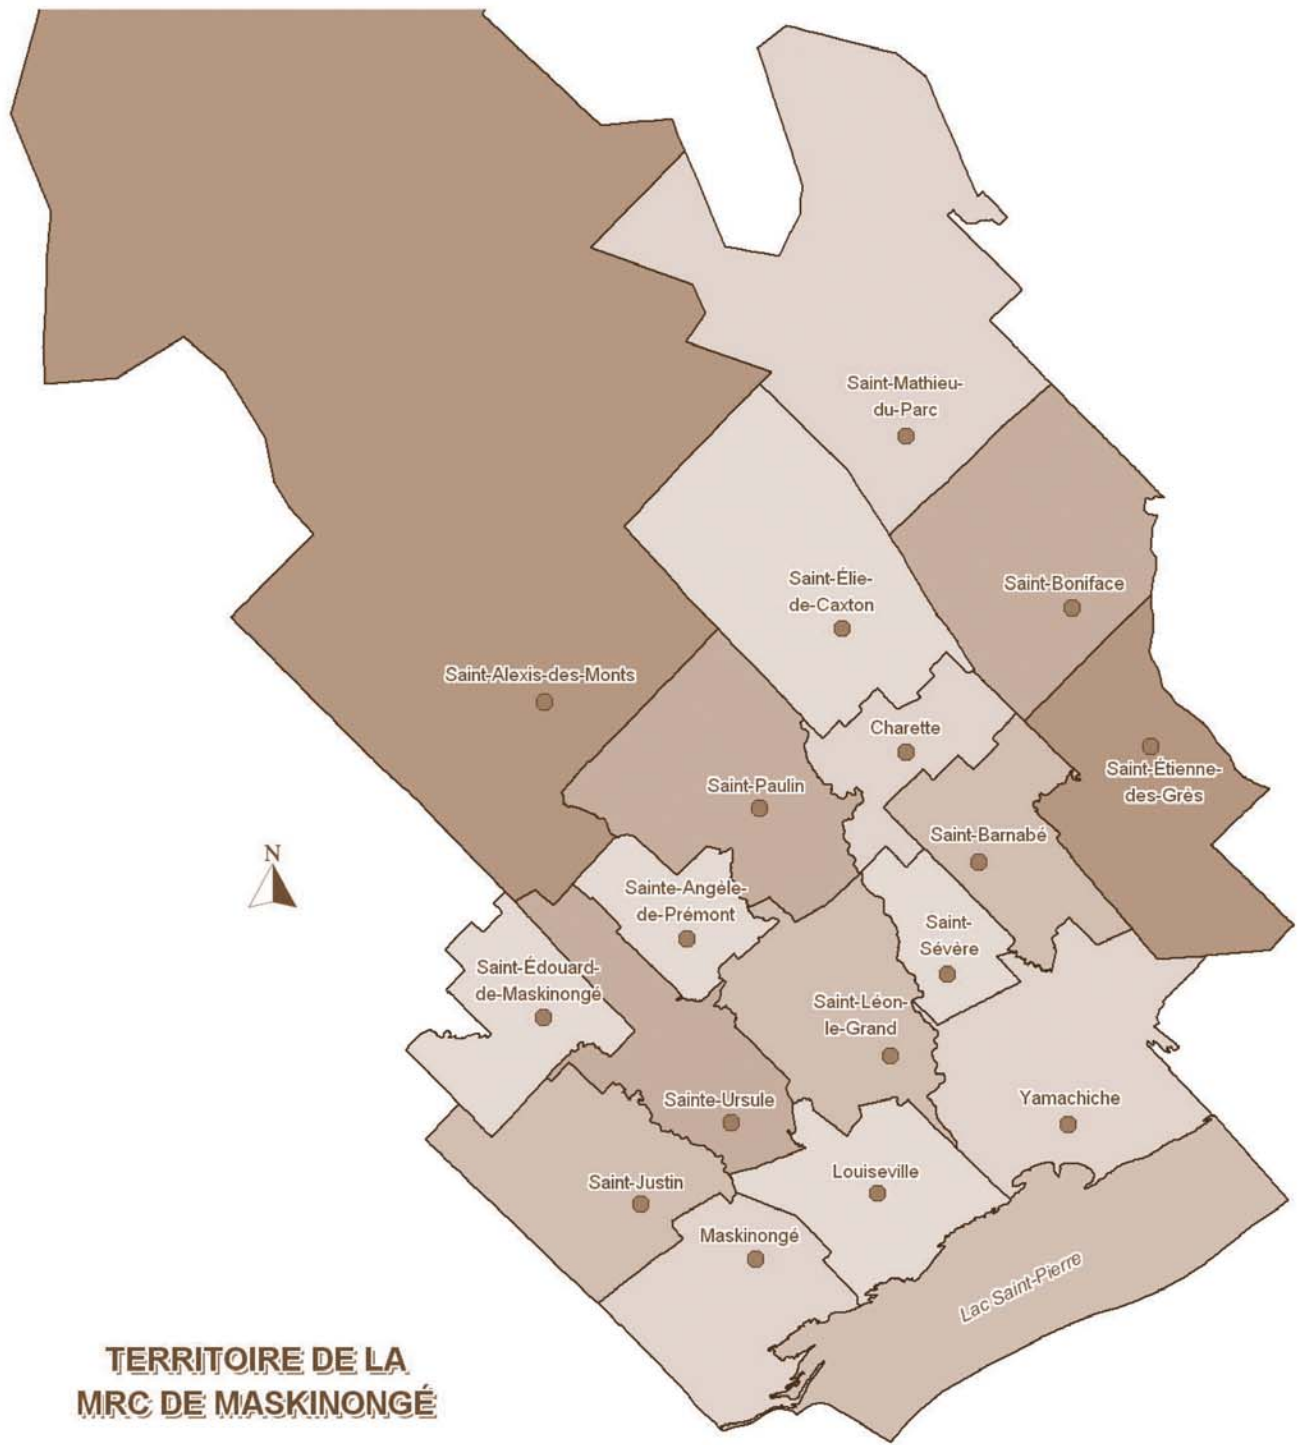 Saint-Mathieu-
du-Parc
Saint-Élie-
de-Caxton
Saint-Boniface
Saint-Alexis-des-Monts
Charette
Saint-Paulin
Saint-Étienne-
des-Grès
Saint-Barnabé
N
Sainte-Angèle-
de-Prémont
Saint-
Sévère
Saint-Édouard-
de-Maskinongé
Saint-Léon-
le-Grand
Sainte-Ursule
Yamachiche
Saint-Justin
Louiseville
Maskinongé
Lac Saint-Pierre
TERRITOIRE DE LA
MRC DE MASKINONGÉ